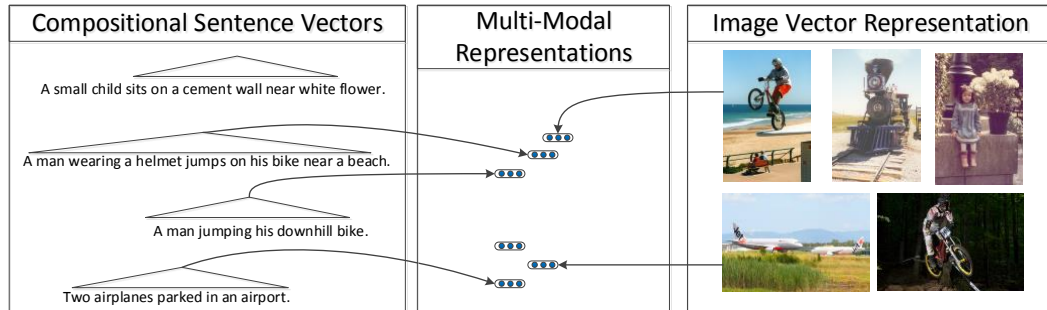 Compositional Sentence Vectors
A small child sits on a cement wall near white flower.
A man wearing a helmet jumps on his bike near a beach.
A man jumping his downhill bike.
Two airplanes parked in an airport.
Multi-Modal
Representations
Image Vector Representation